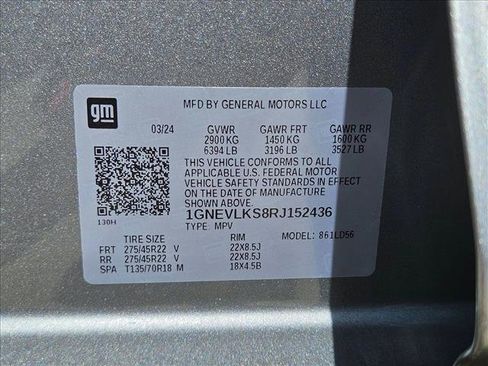 gm
MFD BY GENERAL MOTORS LLC
03/24 GVWR GAWR FRT GAWR RR
2900 KG 1450 KG 1600 KG
6394 LB 3196 LB 3527 LB
THIS VEHICLE CONFORMS TO ALL
APPLICABLE U.S. FEDERAL MOTOR
VEHICLE SAFETY STANDARDS IN EFFECT
ON THE DATE OF MANUFACTURE
SHOWN ABOVE.
1GNEVLKS8RJ152436
130H TYPE: MPV
TIRE SIZE RIM MODEL: 861LD56
FRT 275/45R22 V 22X8.5J
RR 275/45R22 V 22X8.5J
SPA T135/70R18 M 18X4.5B